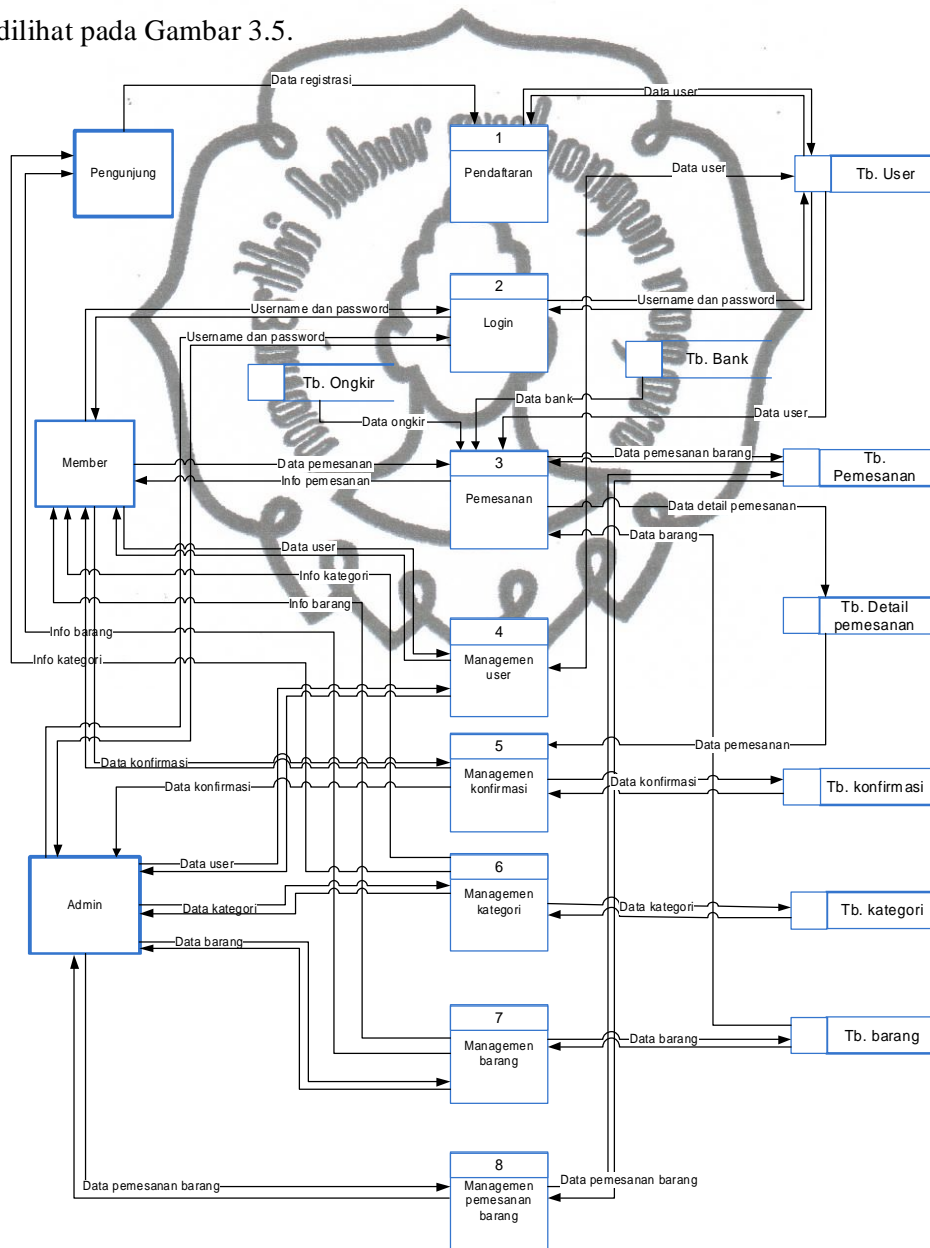 dilihat pada Gambar 3.5.
Data registrasi
Data user
1
Pengunjung
Pendaftaran
Data user
Tb. User
2
Username dan password
Username dan password
Login
Username dan password
Tb. Bank
Tb. Ongkir
Data bank
Data ongkir
Data user
Member
Data pemesanan
3
Data pemesanan barang
Tb.
Pemesanan
Info pemesanan
Pemesanan
Data detail pemesanan
Data barang
Data user
Info kategori
Info barang
Tb. Detail
pemesanan
Info barang
4
Info kategori
Managemen
user
5
Data pemesanan
Data konfirmasi
Managemen
konfirmasi
Data konfirmasi
Data konfirmasi
Tb. konfirmasi
Data user
6
Admin
Managemen
kategori
Data kategori
Data kategori
Tb. kategori
Data barang
7
Managemen
barang
Data barang
Tb. barang
8
Data pemesanan barang
Managemen
pemesanan
barang
Data pemesanan barang